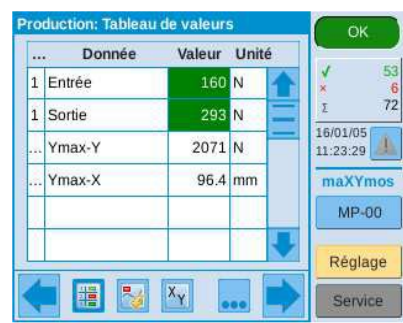 Production: Tableau de valeurs
... Donnée Valeur Unité
1 Entrée 160 N
1 Sortie 293 N
... Ymax-Y 2071 N
... Ymax-X 96.4 mm
XY
...
OK
✓ 53
× 6
Σ 72
16/01/05
11:23:29
maXYmos
MP-00
Réglage
Service